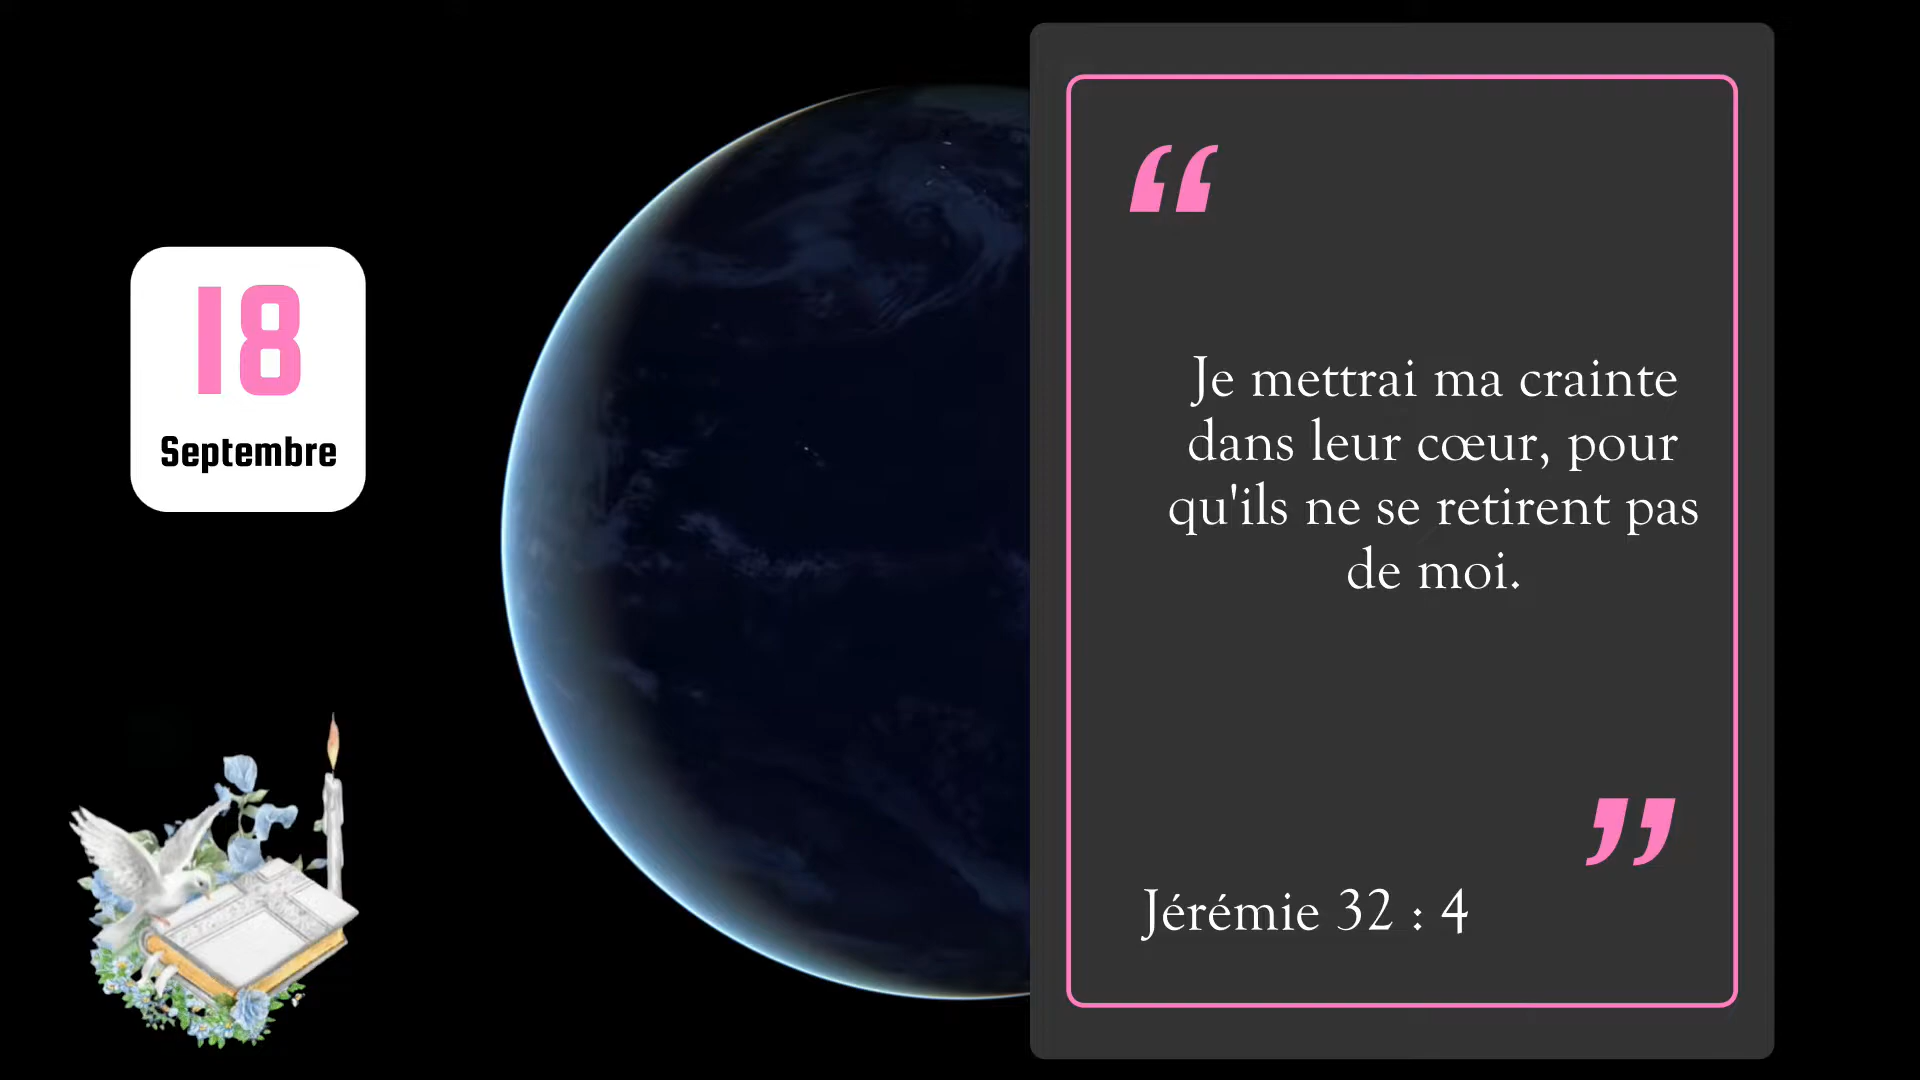 18
Septembre
“
Je mettrai ma crainte
dans leur cœur, pour
qu'ils ne se retirent pas
de moi.
”
Jérémie 32 : 4